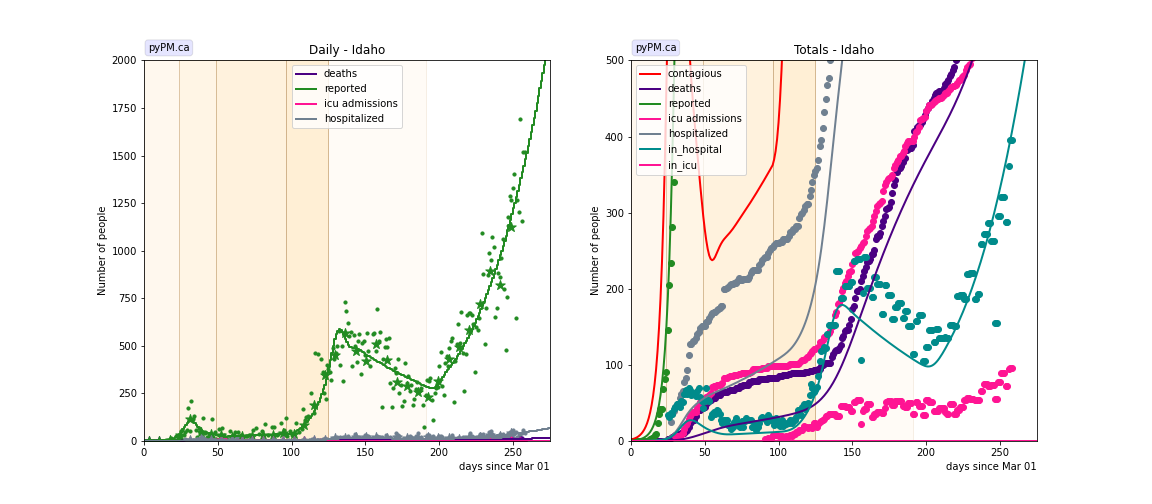 pyPM.ca
Daily - Idaho
deaths
reported
icu admissions
hospitalized
Number of people
2000
1750
1500
1250
1000
750
500
250
0
0 50 100 150 200 250
days since Mar 01
pyPM.ca
Totals - Idaho
contagious
deaths
reported
icu admissions
hospitalized
in_hospital
in_icu
Number of people
500
400
300
200
100
0
0 50 100 150 200 250
days since Mar 01